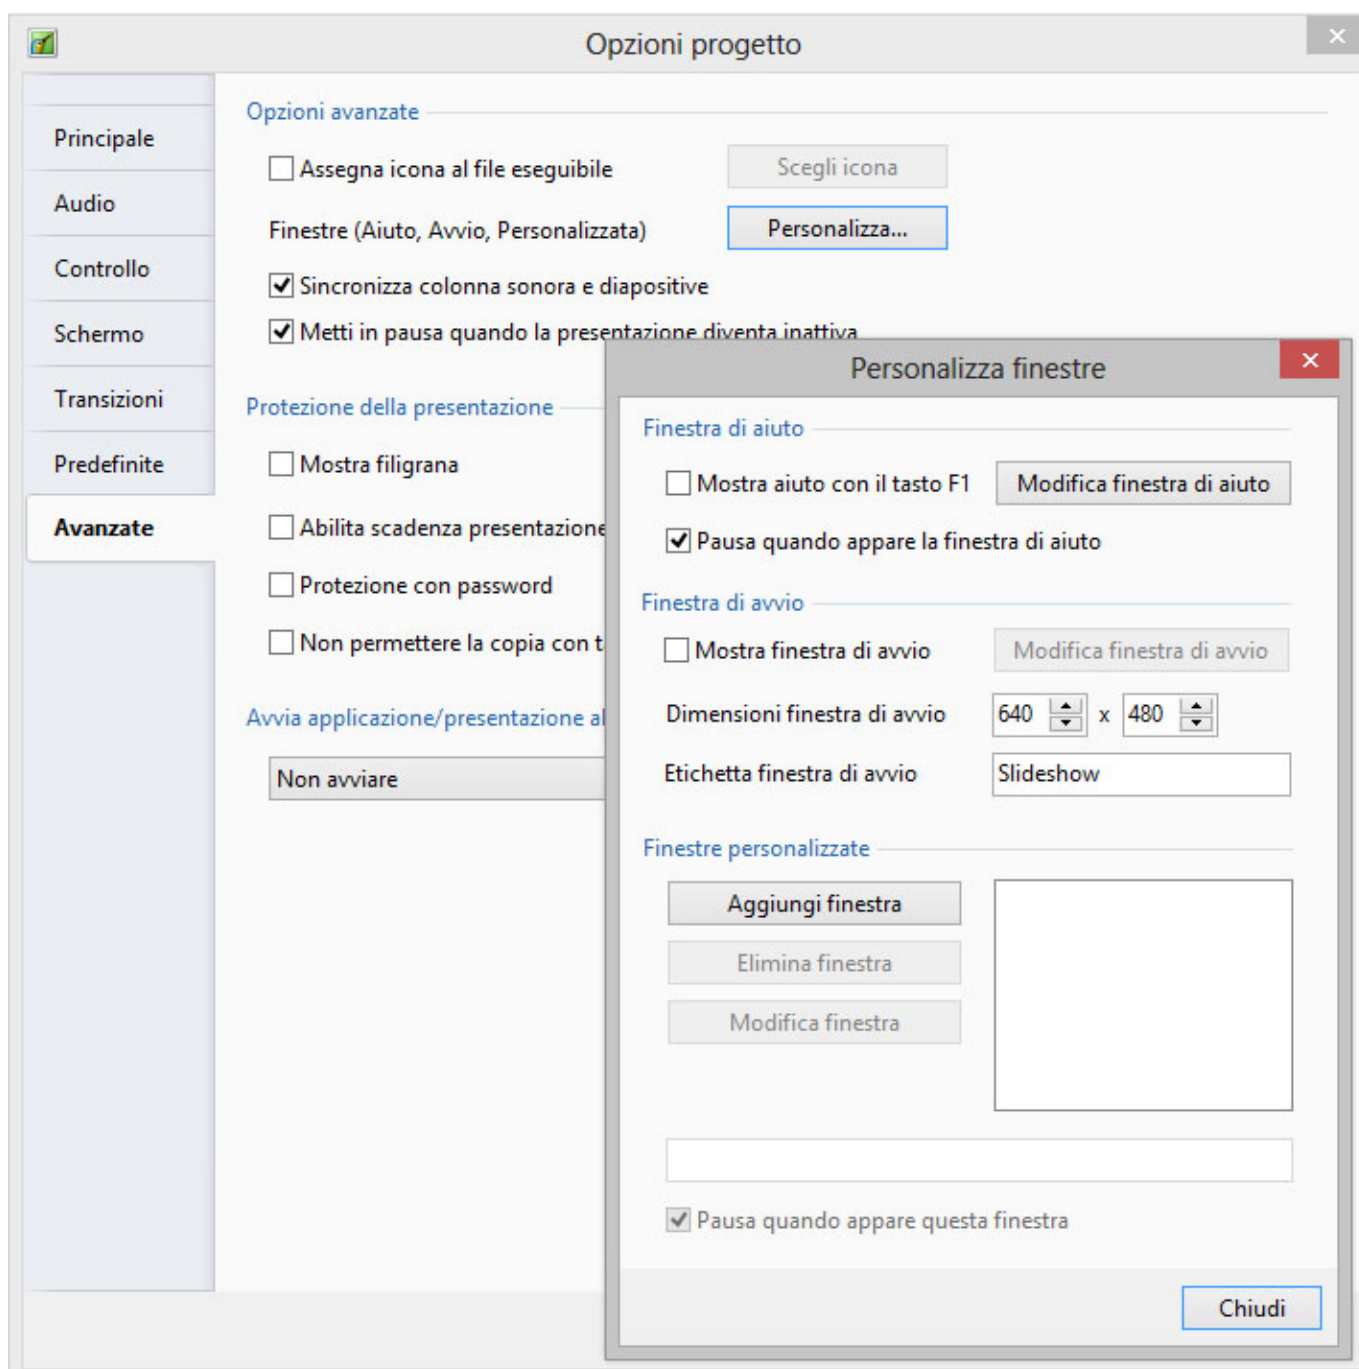 Opzioni progetto
Principale
Audio
Controllo
Schermo
Transizioni
Predefinite
Avanzate
Opzioni avanzate
Assegna icona al file eseguibile Scegli icona
Finestre (Aiuto, Avvio, Personalizzata) Personalizza...
Sincronizza colonna sonora e diapositive
Metti in pausa quando la presentazione diventa inattiva
Protezione della presentazione
Mostra filigrana
Abilita scadenza presentazione
Protezione con password
Non permettere la copia con t
Avvia applicazione/presentazione al
Non avviare
Personalizza finestre
Finestra di aiuto
Mostra aiuto con il tasto F1 Modifica finestra di aiuto
Pausa quando appare la finestra di aiuto
Finestra di avvio
Mostra finestra di avvio Modifica finestra di avvio
Dimensioni finestra di avvio 640 x 480
Etichetta finestra di avvio Slideshow
Finestre personalizzate
Aggiungi finestra
Elimina finestra
Modifica finestra
Pausa quando appare questa finestra
Chiudi